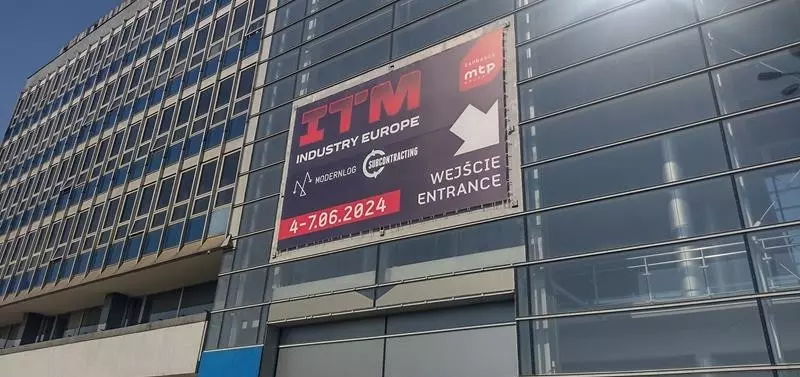 ITM
INDUSTRY EUROPE
MODERNLOG
SUBCONTRACTING
4-7.06.2024
mtp
WEJŚCIE
ENTRANCE